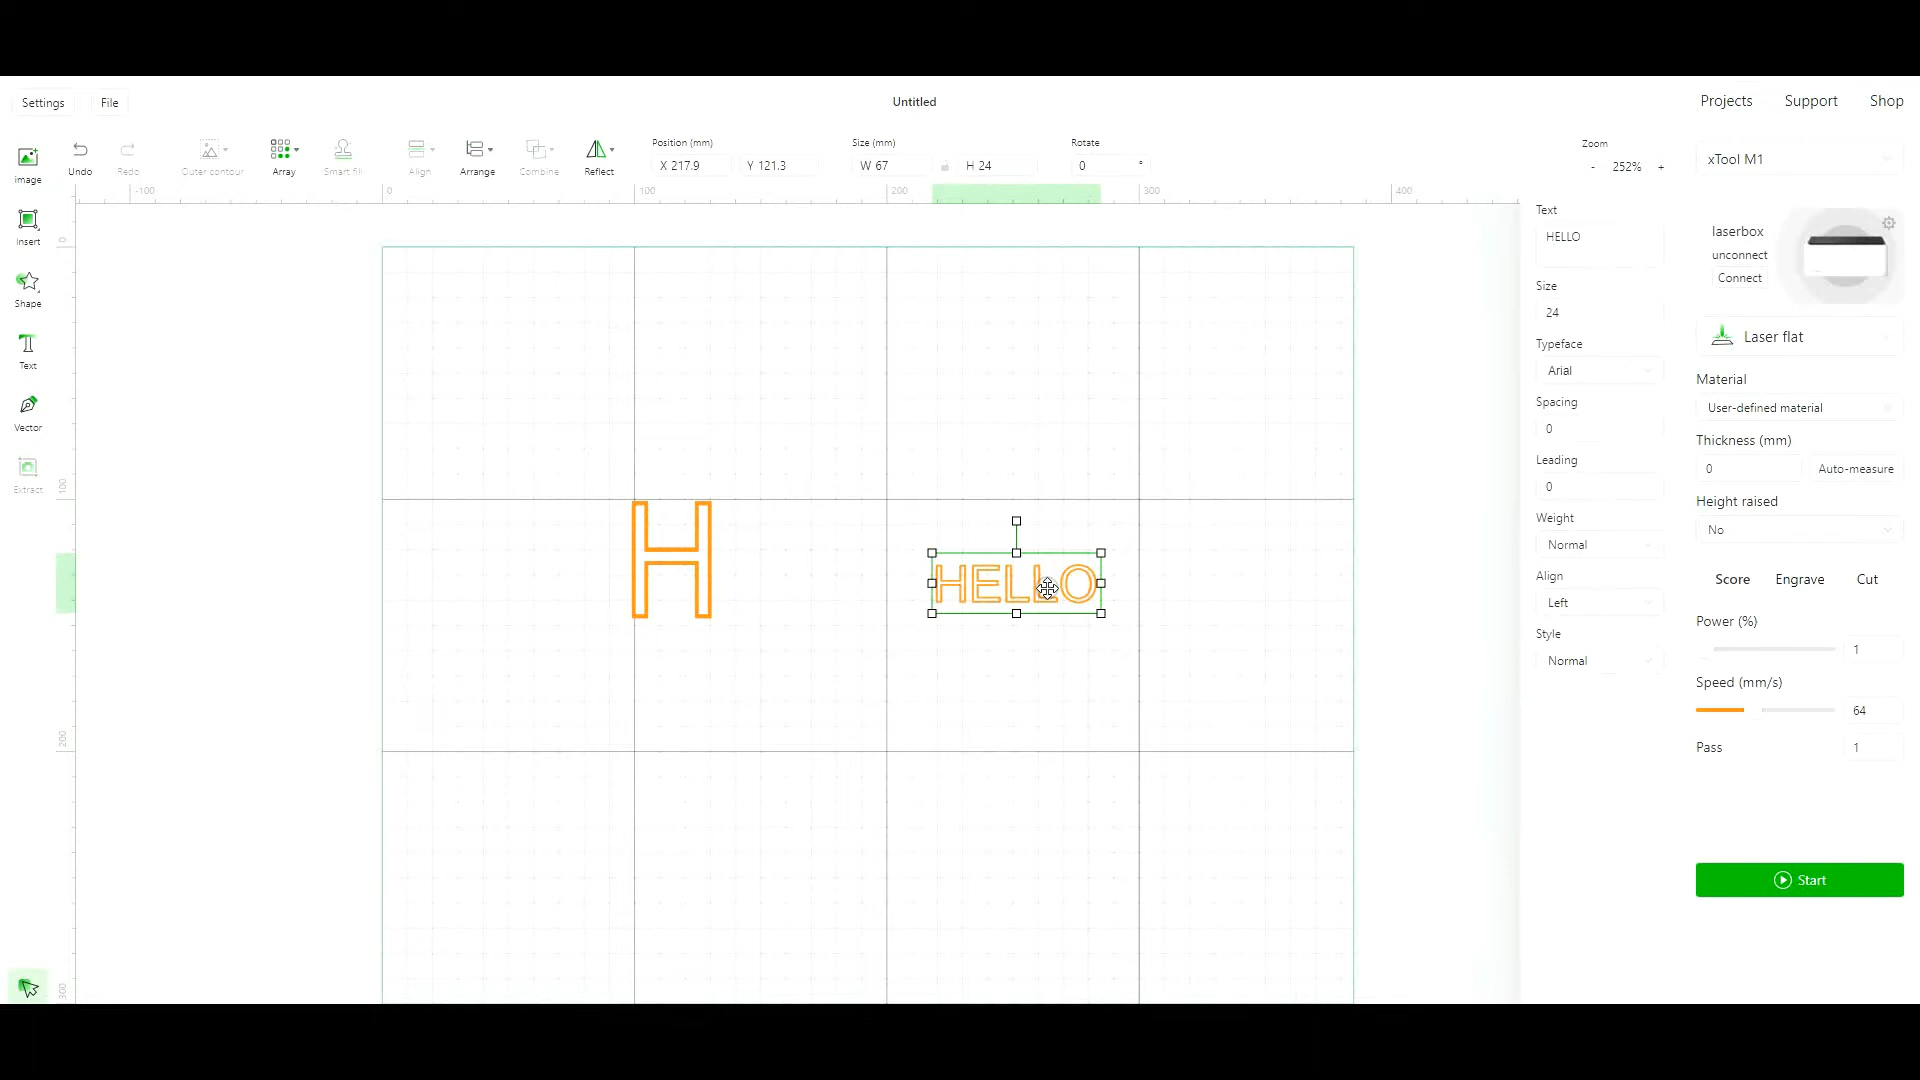 Settings File Untitled Projects Support Shop
image
Insert
Shape
Text
Vector
Extract
Undo Redo Outer contour Array Smart fill Align Arrange Combine Reflect
Position (mm) Size (mm) Rotate Zoom
X 217.9 Y 121.3 W 67 H 24 0 ° - 252% +
-100 0 100 200 300 400
0
100
200
300
H
HELLO
Text
HELLO
Size
24
Typeface
Arial
Spacing
0
Leading
0
Weight
Normal
Align
Left
Style
Normal
xTool M1
laserbox
unconnect
Connect
Laser flat
Material
User-defined material
Thickness (mm)
0 Auto-measure
Height raised
No
Score Engrave Cut
Power (%)
1
Speed (mm/s)
64
Pass 1
Start